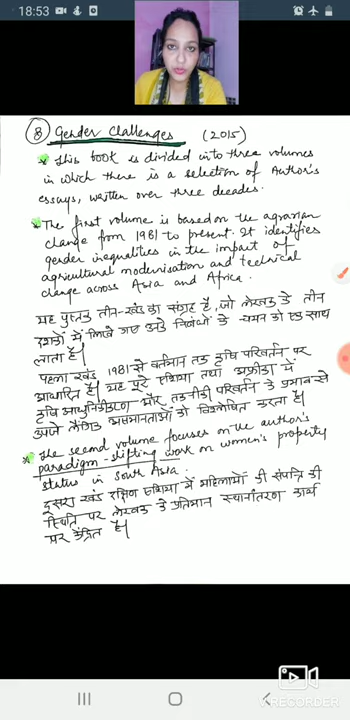 18:53
⑧ Gender Challenges (2015)
This book is divided into three volumes
in which there is a selection of Author's
essays, written over three decades.
The first volume is based on the agrarian
change from 1981 to present. It identifies
gender inequalities in the impact of
agricultural modernisation and technical
change across Asia and Africa.
यह पुस्तक तीन-खंड का संग्रह है, जो लेखक के तीन
दशकों में लिखे गए उनके निबंधों के चयन को एक साथ
लाता है।
पहला खंड 1981 से वर्तमान तक कृषि परिवर्तन पर
आधारित है। यह पूरे एशिया तथा अफ्रीका में
कृषि आधुनिकीकरण और तकनीकी परिवर्तन के प्रभाव से
उपजे लैंगिक असमानताओं को विश्लेषित करता है।
The second volume focuses on the author's
paradigm-shifting work on women's property
status in South Asia.
दूसरा खंड दक्षिण एशिया में महिलाओं की संपत्ति की
स्थिति पर लेखक के प्रतिमान स्थानांतरण कार्य
पर केंद्रित है।
VRECORDER